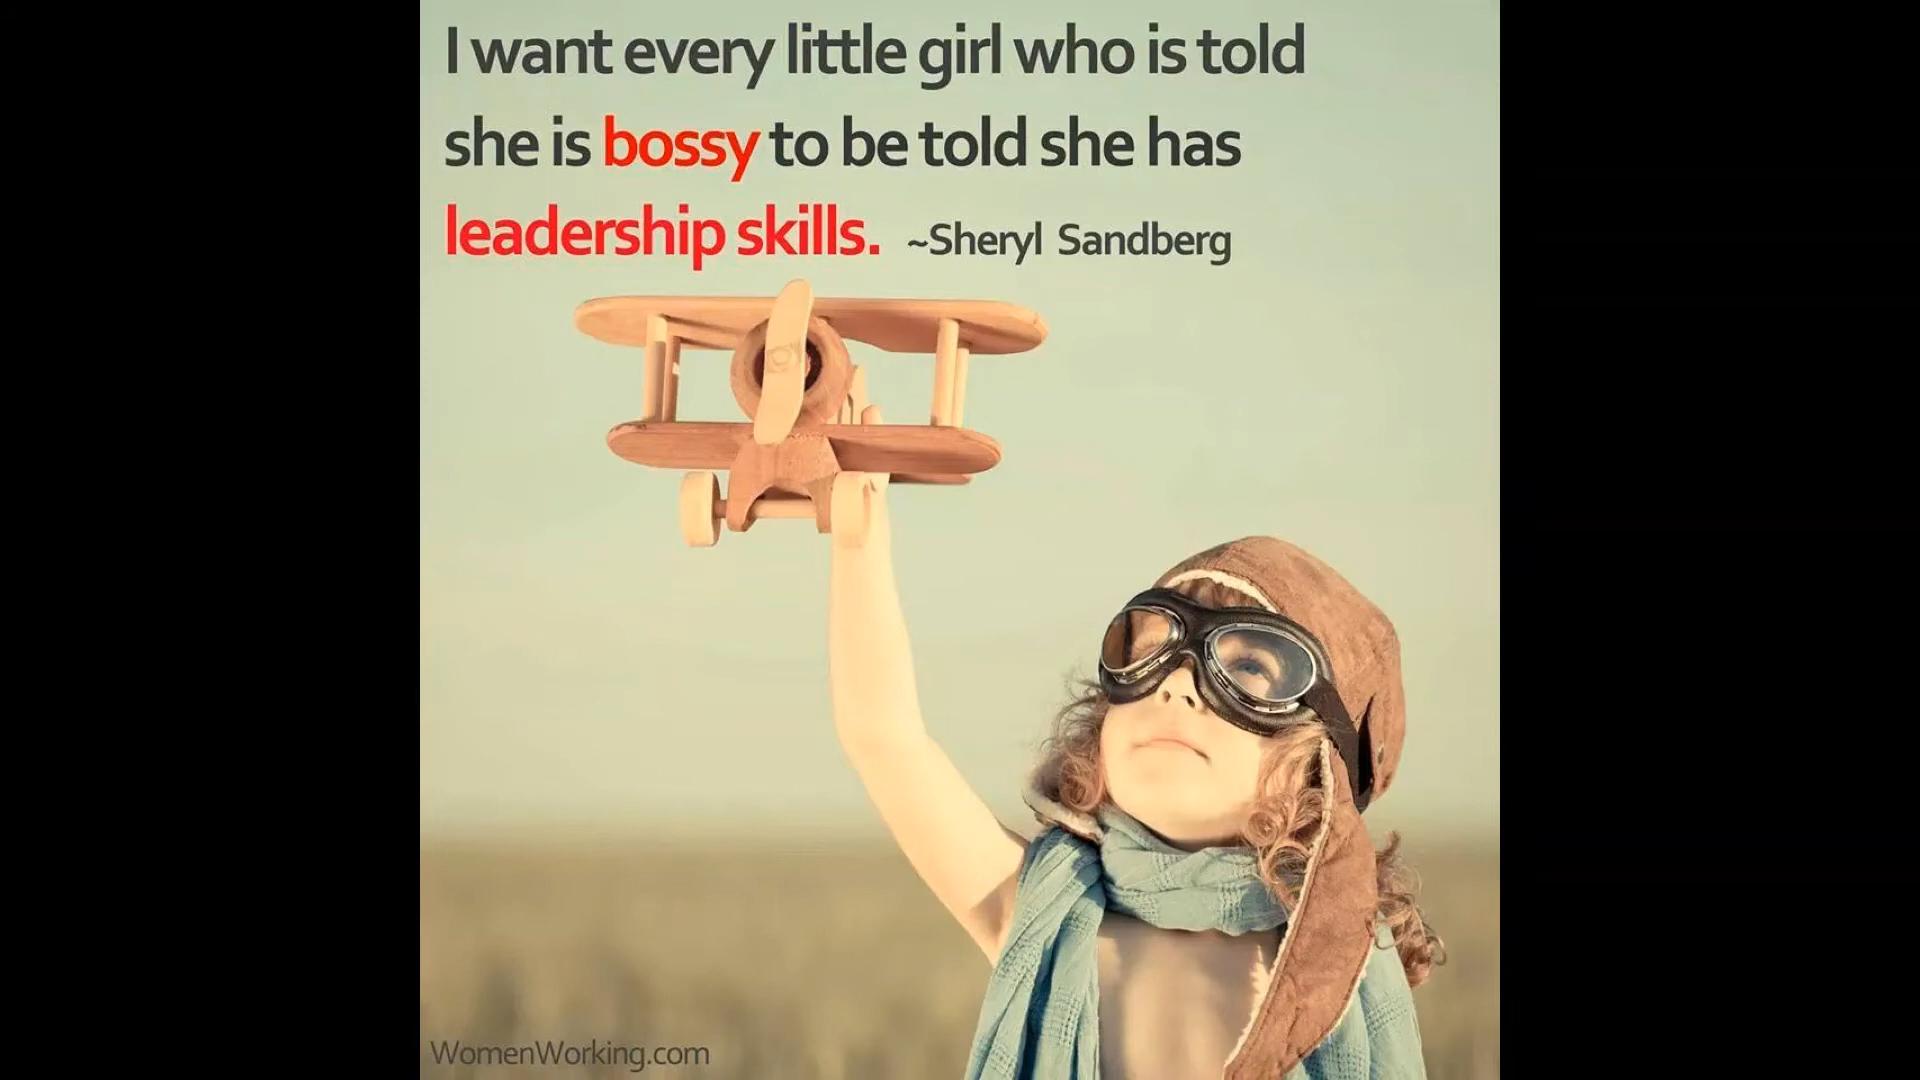 I want every little girl who is told
she is bossy to be told she has
leadership skills. ~Sheryl Sandberg
WomenWorking.com